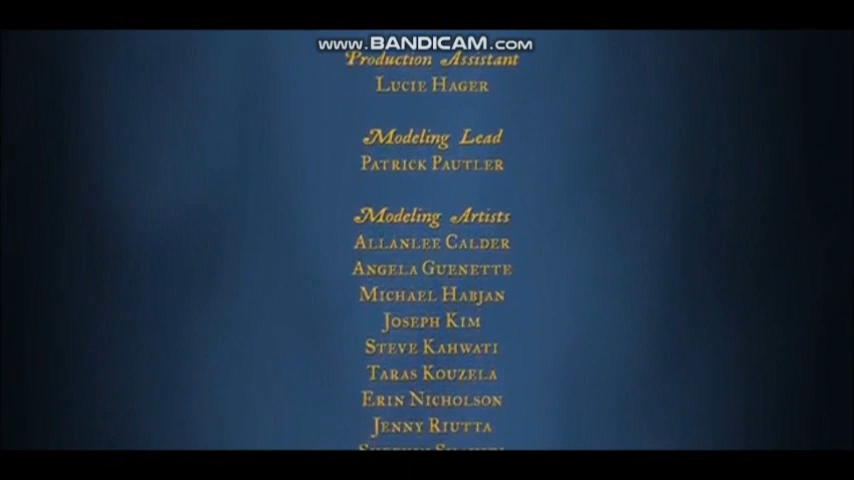 www.BANDICAM.com
Production Assistant
Lucie Hager
Modeling Lead
Patrick Pautler
Modeling Artists
Allanlee Calder
Angela Guenette
Michael Habjan
Joseph Kim
Steve Kahwati
Taras Kouzela
Erin Nicholson
Jenny Riutta